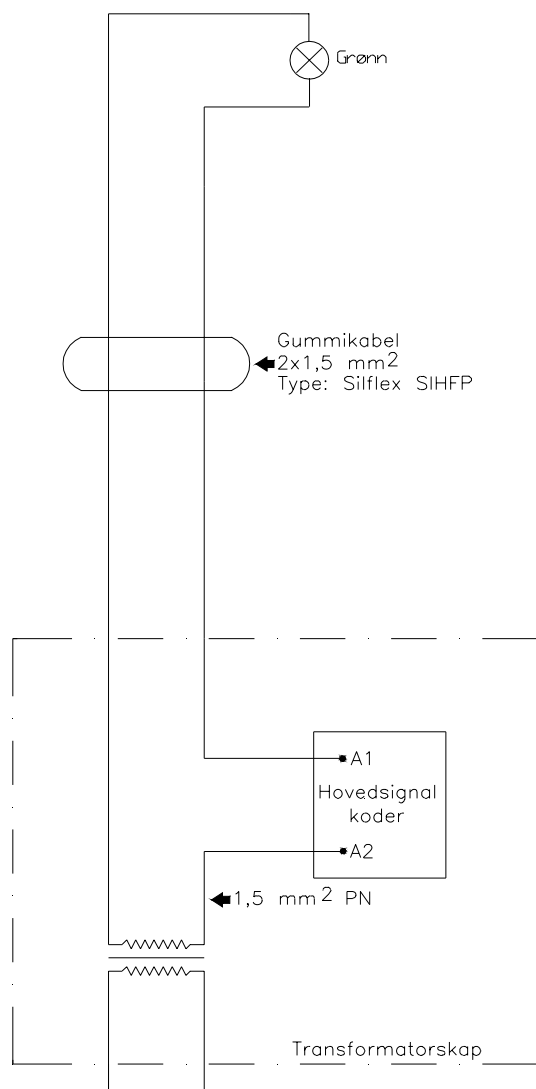 Grønn
Gummikabel
2x1,5 mm2
Type: Silflex SIHFP
A1
Hovedsignal
koder
A2
1,5 mm2 PN
Transformatorskap